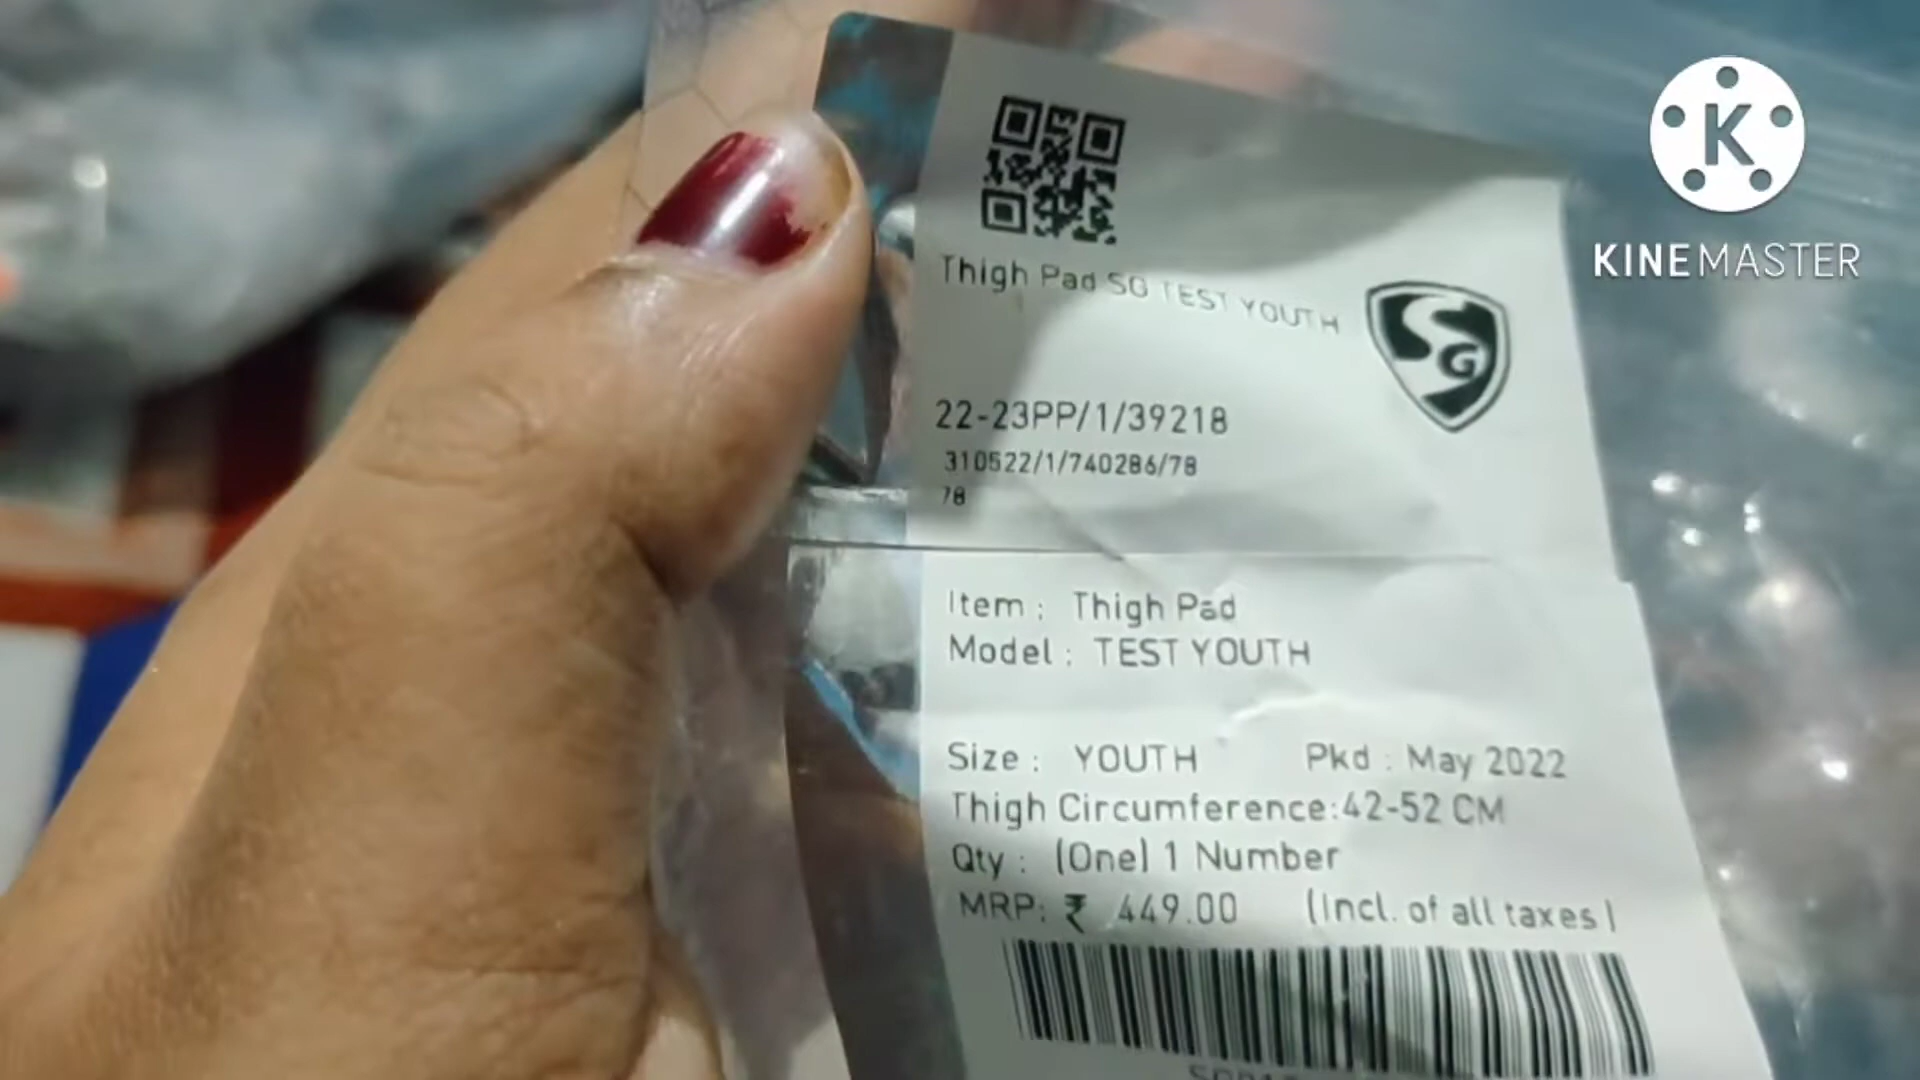 Thigh Pad SG TEST YOUTH
SG
22-23PP/1/39218
310522/1/740286/78
78
Item : Thigh Pad
Model : TEST YOUTH
Size : YOUTH Pkd : May 2022
Thigh Circumference:42-52 CM
Qty : (One) 1 Number
MRP: ₹ 449.00 (Incl. of all taxes)
K
KINEMASTER